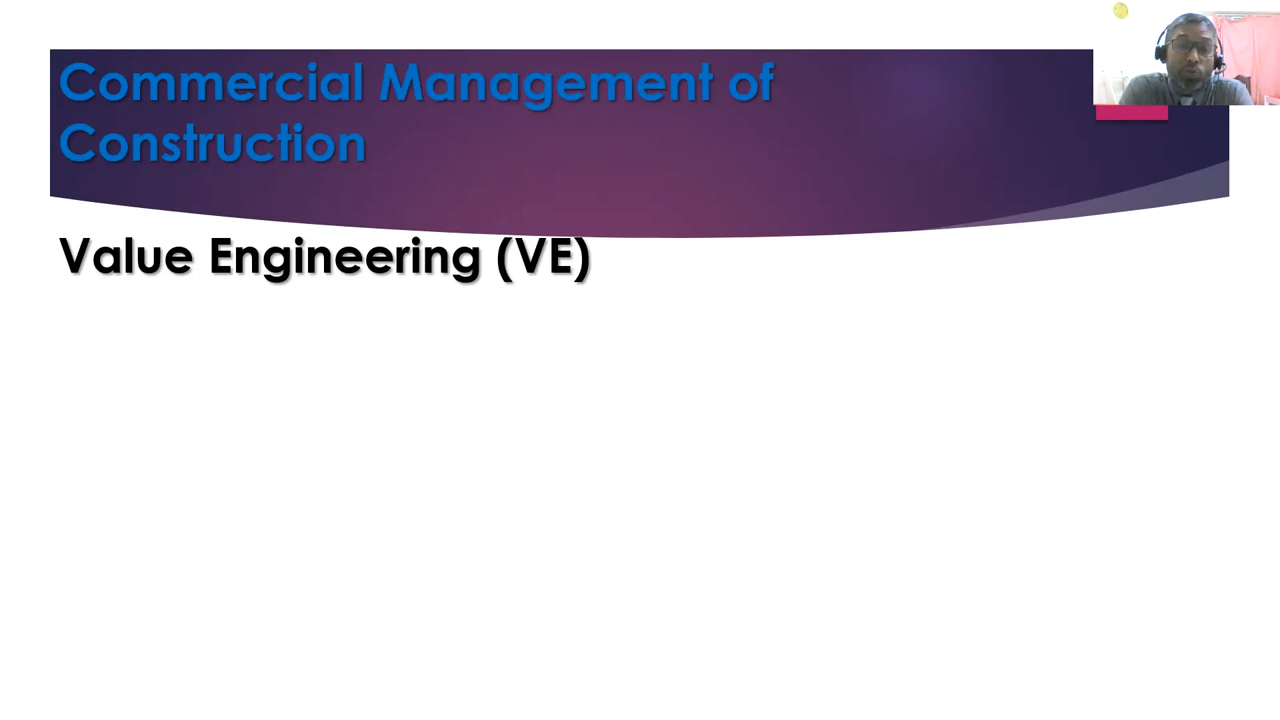 Commercial Management of
Construction
Value Engineering (VE)